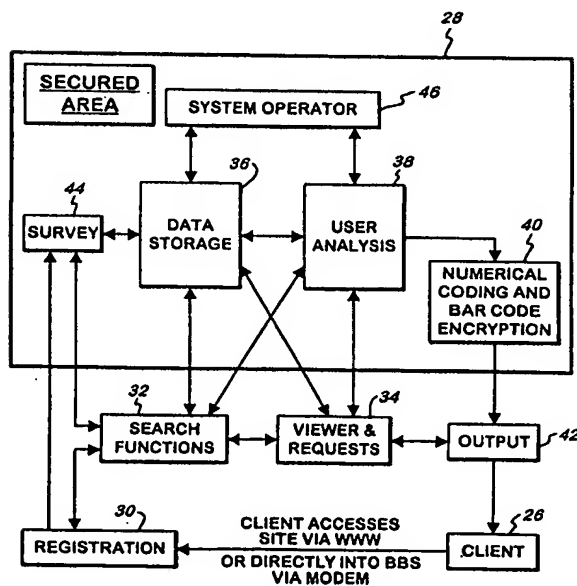 28
SECURED
AREA
SYSTEM OPERATOR
46
36
38
44
SURVEY
DATA
STORAGE
USER
ANALYSIS
40
NUMERICAL
CODING AND
BAR CODE
ENCRYPTION
32
SEARCH
FUNCTIONS
34
VIEWER &
REQUESTS
OUTPUT
42
30
REGISTRATION
CLIENT ACCESSES
SITE VIA WWW
OR DIRECTLY INTO BBS
VIA MODEM
26
CLIENT